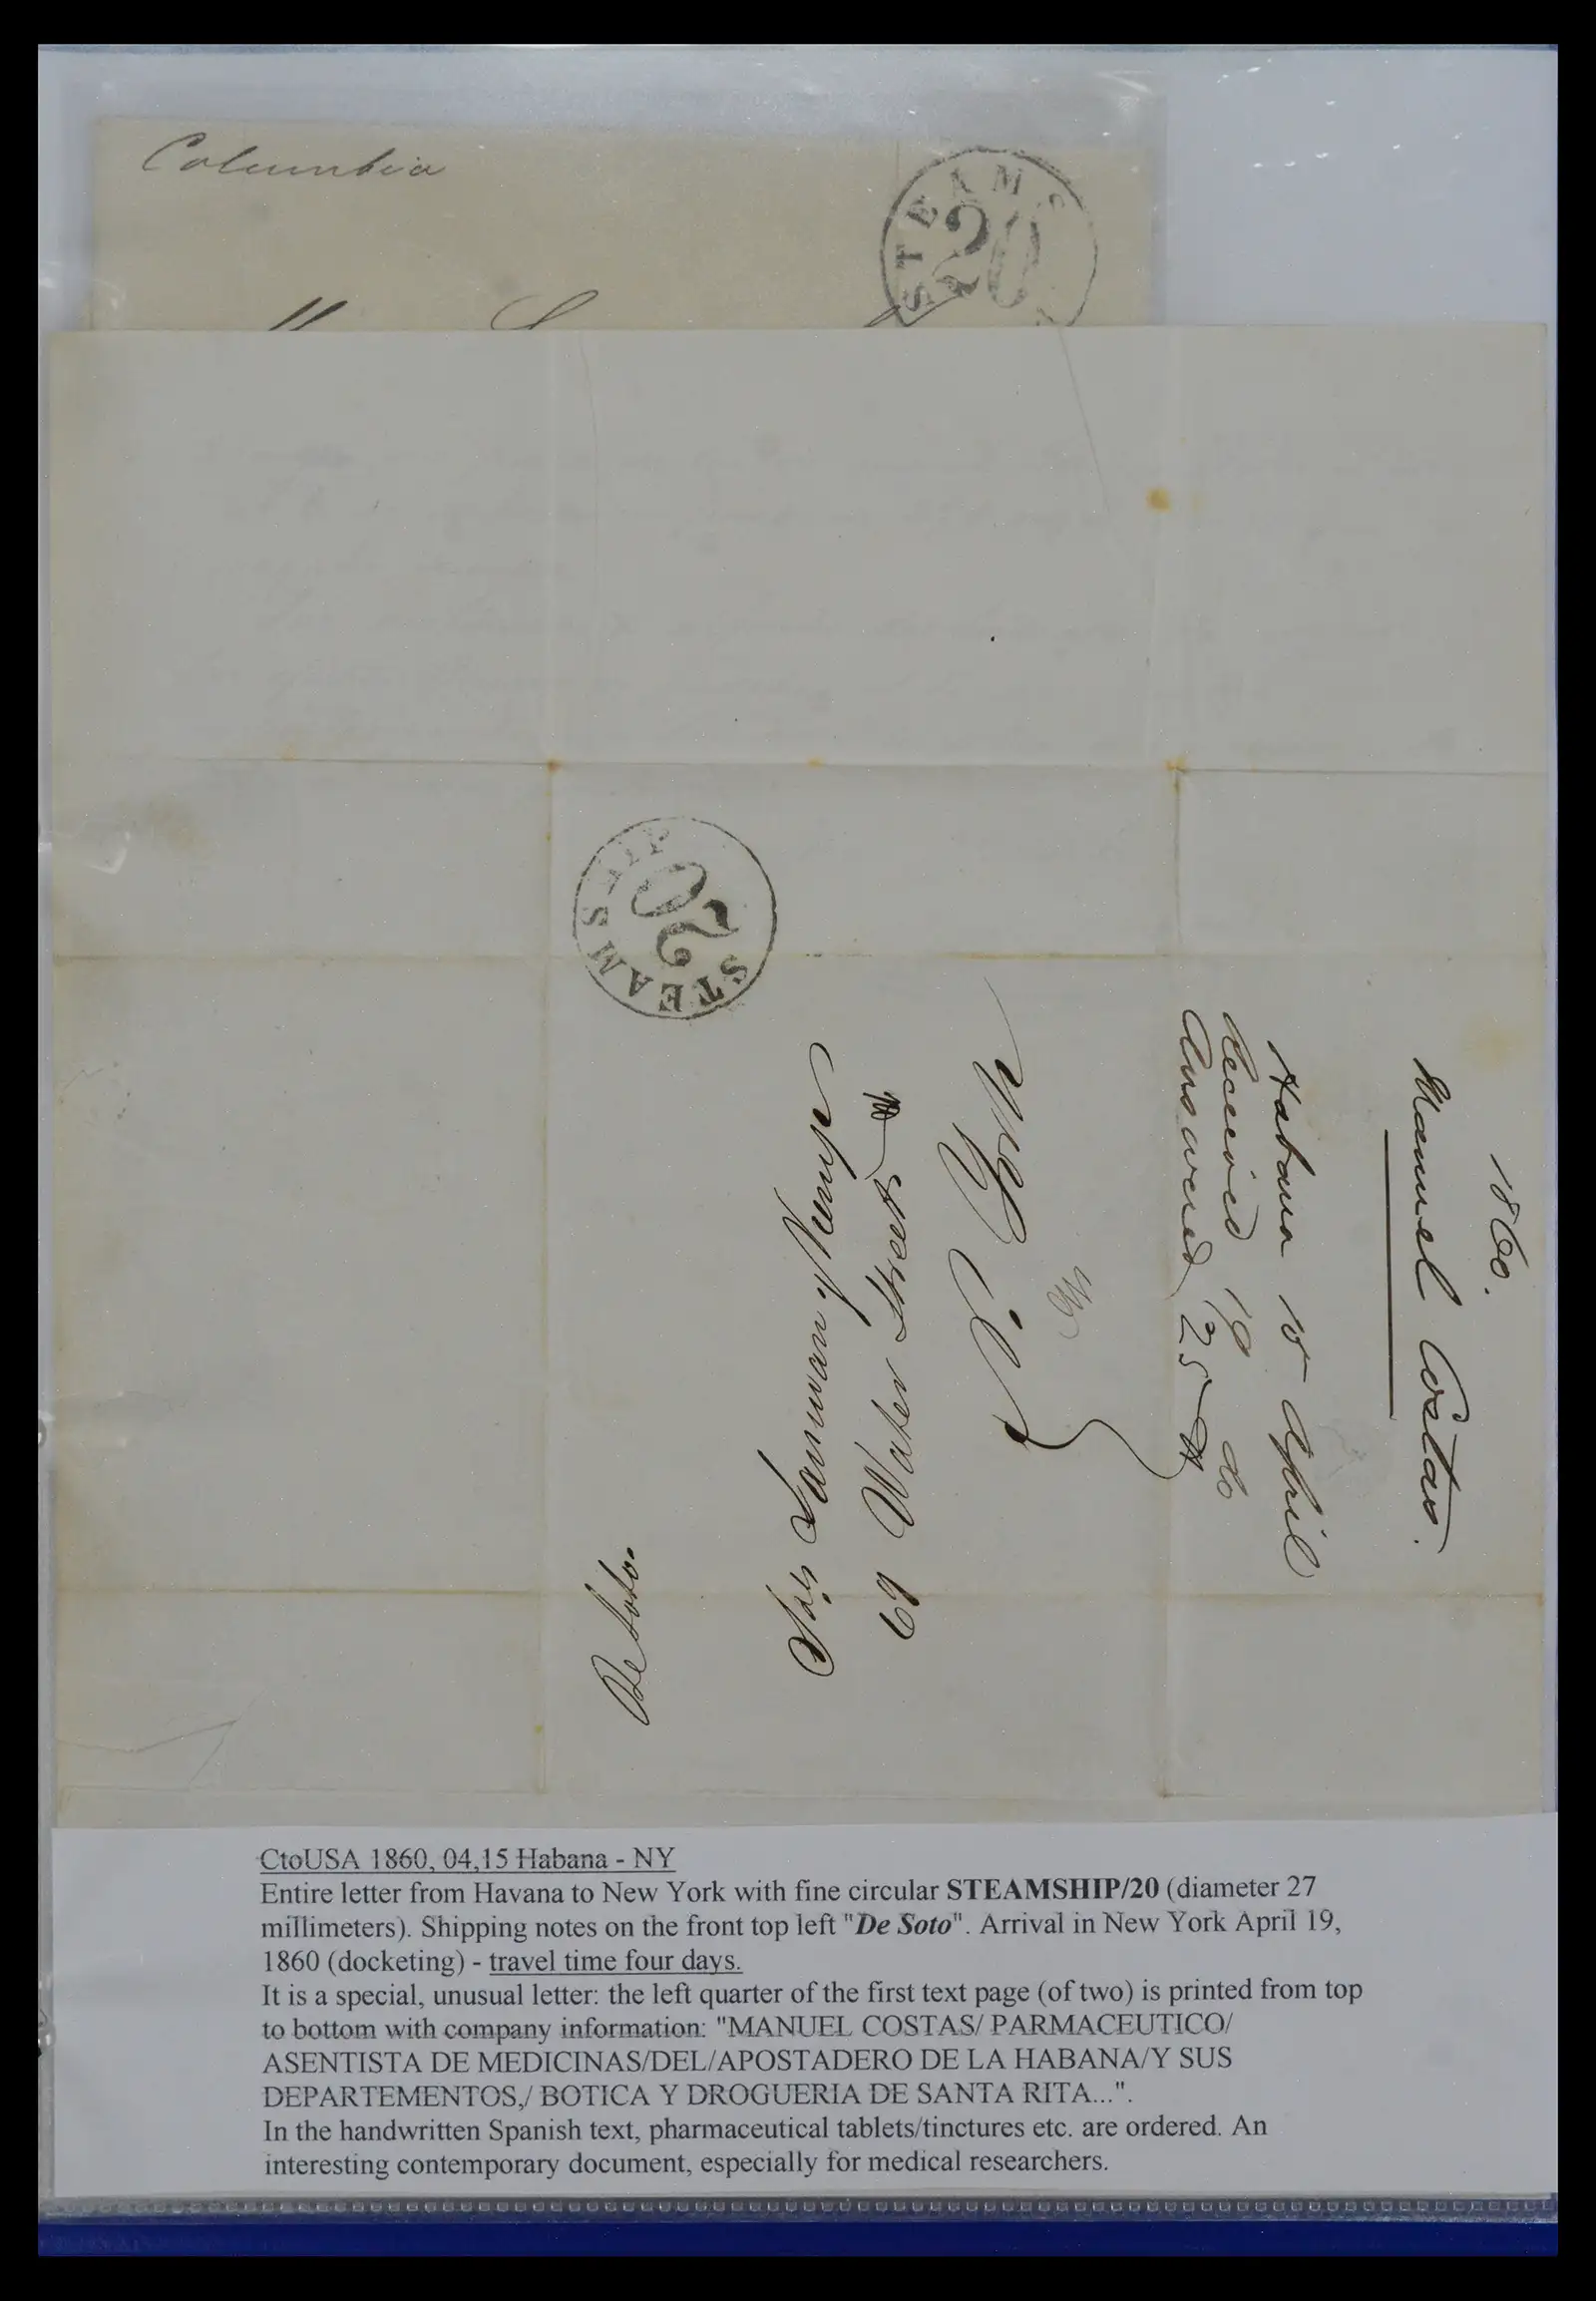 Columbia
STEAMS
20
STEAMSHIP
20
De Soto.
Sres Lanman y Kemp
69 Water Street
New York
1860.
Manuel Costas.
Habana 15 April
Received 19 do
Answered 25
CtoUSA 1860, 04,15 Habana - NY
Entire letter from Havana to New York with fine circular STEAMSHIP/20 (diameter 27
millimeters). Shipping notes on the front top left "De Soto". Arrival in New York April 19,
1860 (docketing) - travel time four days.
It is a special, unusual letter: the left quarter of the first text page (of two) is printed from top
to bottom with company information: "MANUEL COSTAS/ PARMACEUTICO/
ASENTISTA DE MEDICINAS/DEL/APOSTADERO DE LA HABANA/Y SUS
DEPARTEMENTOS,/ BOTICA Y DROGUERIA DE SANTA RITA...".
In the handwritten Spanish text, pharmaceutical tablets/tinctures etc. are ordered. An
interesting contemporary document, especially for medical researchers.